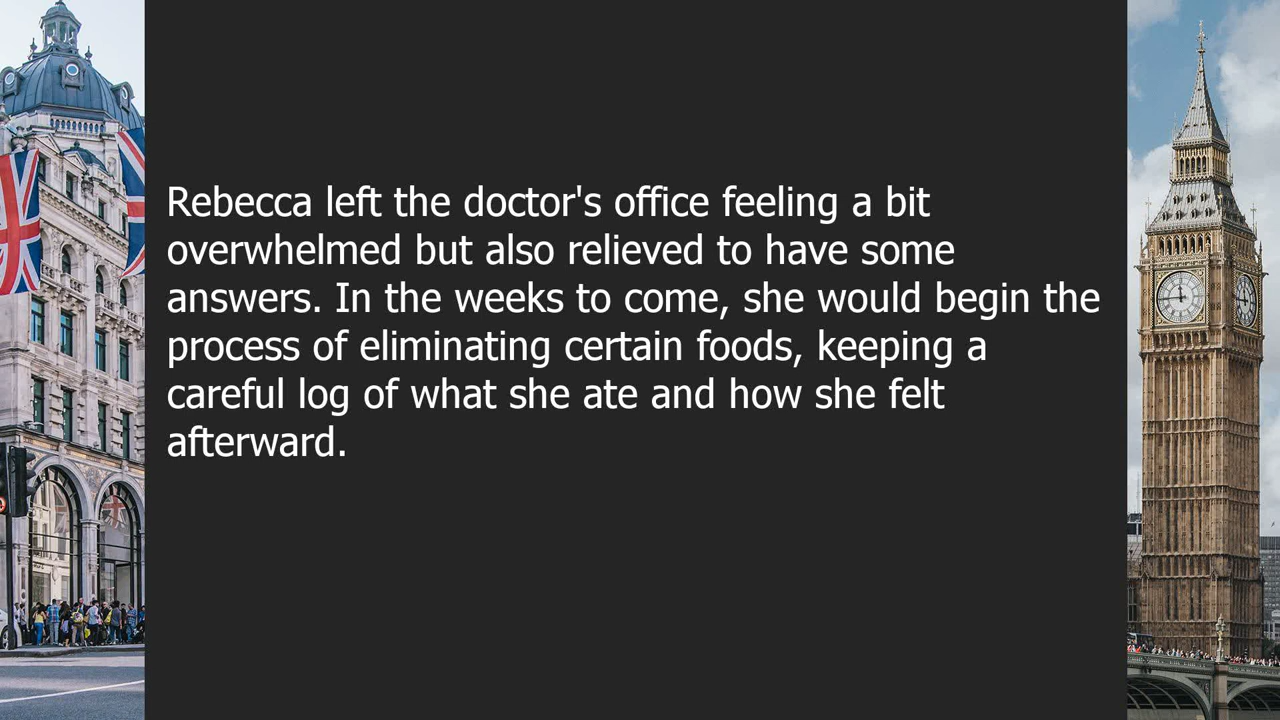 Rebecca left the doctor's office feeling a bit
overwhelmed but also relieved to have some
answers. In the weeks to come, she would begin the
process of eliminating certain foods, keeping a
careful log of what she ate and how she felt
afterward.